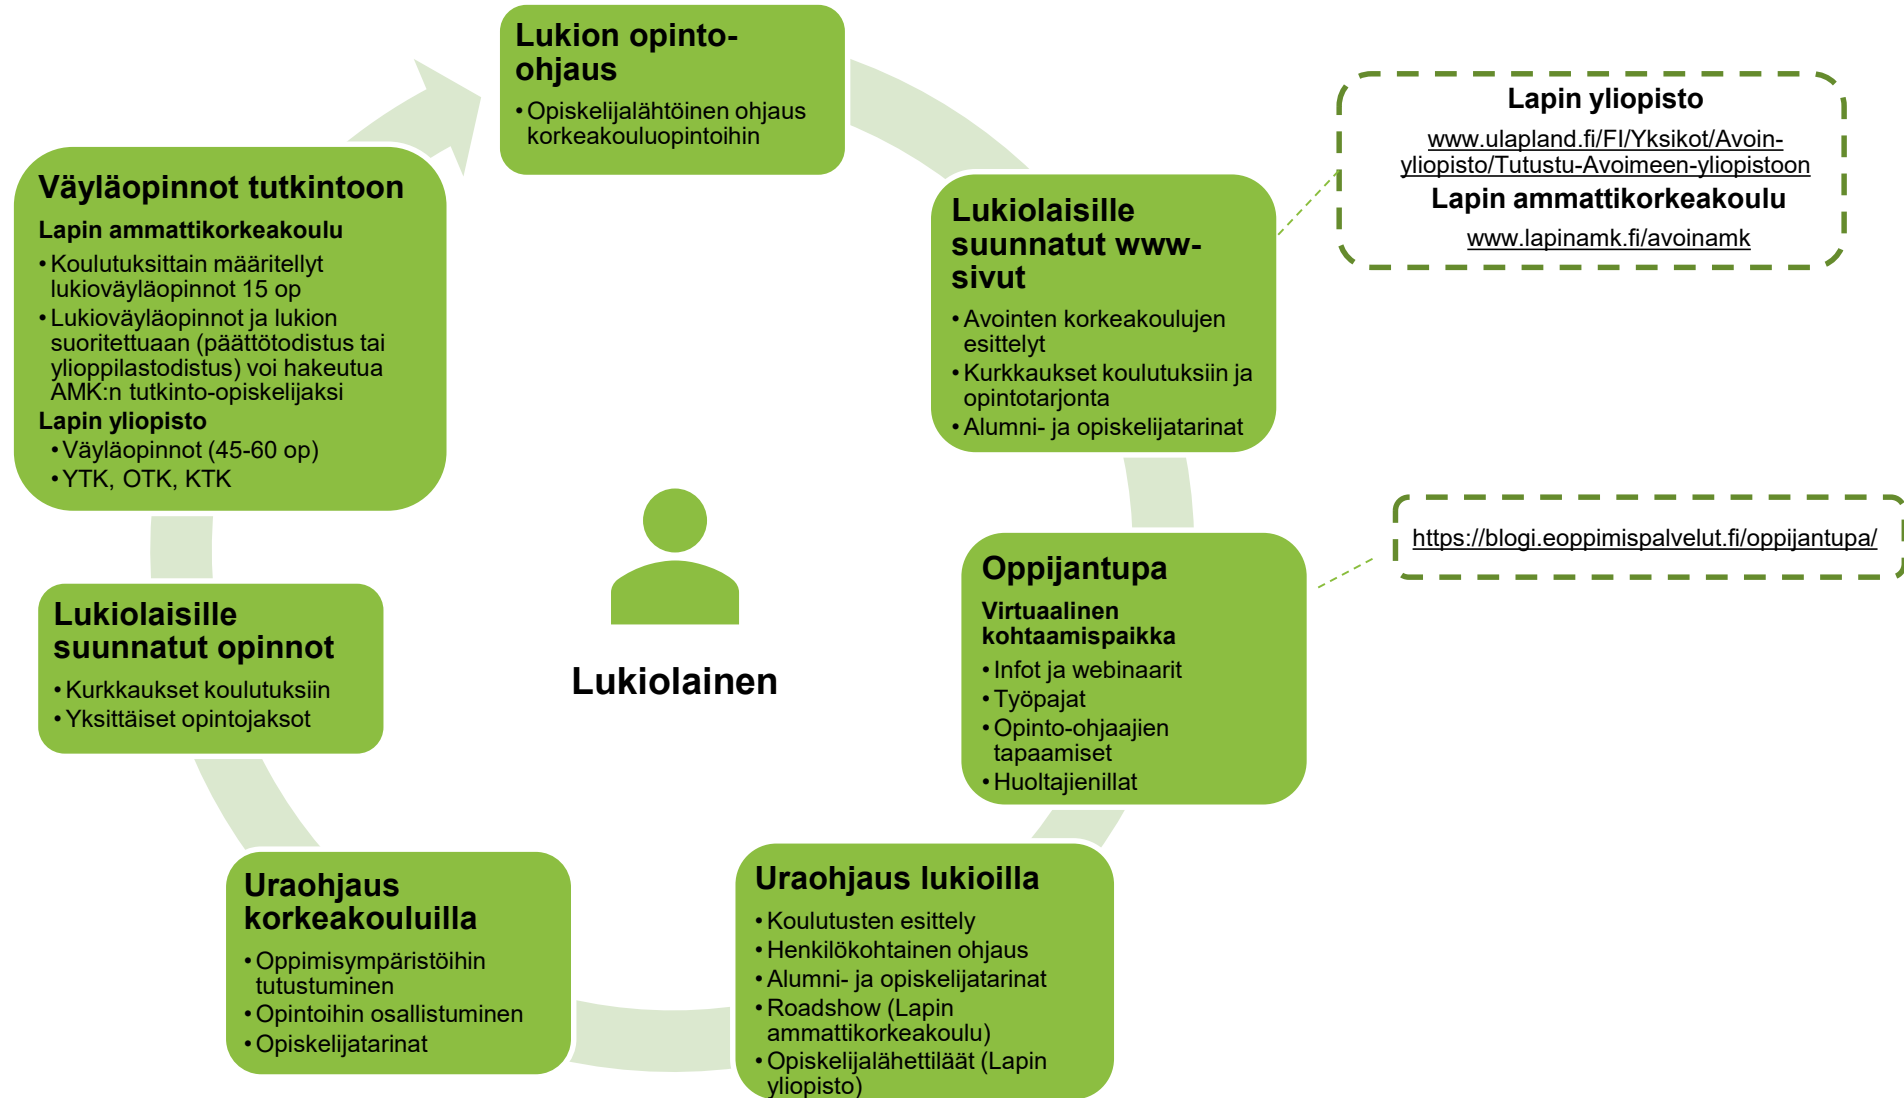 Lukion opinto-
ohjaus
• Opiskelijalähtöinen ohjaus
korkeakouluopintoihin
Lukiolaisille
suunnatut www-
sivut
• Avointen korkeakoulujen
esittelyt
• Kurkkaukset koulutuksiin ja
opintotarjonta
• Alumni- ja opiskelijatarinat
Lapin yliopisto
www.ulapland.fi/FI/Yksikot/Avoin-
yliopisto/Tutustu-Avoimeen-yliopistoon
Lapin ammattikorkeakoulu
www.lapinamk.fi/avoinamk
Oppijantupa
Virtuaalinen
kohtaamispaikka
• Infot ja webinaarit
• Työpajat
• Opinto-ohjaajien
tapaamiset
• Huoltajienillat
https://blogi.eoppimispalvelut.fi/oppijantupa/
Uraohjaus lukioilla
• Koulutusten esittely
• Henkilökohtainen ohjaus
• Alumni- ja opiskelijatarinat
• Roadshow (Lapin
ammattikorkeakoulu)
• Opiskelijalähettiläät (Lapin
yliopisto)
Uraohjaus
korkeakouluilla
• Oppimisympäristöihin
tutustuminen
• Opintoihin osallistuminen
• Opiskelijatarinat
Lukiolaisille
suunnatut opinnot
• Kurkkaukset koulutuksiin
• Yksittäiset opintojaksot
Väyläopinnot tutkintoon
Lapin ammattikorkeakoulu
• Koulutuksittain määritellyt
lukioväyläopinnot 15 op
• Lukioväyläopinnot ja lukion
suoritettuaan (päättötodistus tai
ylioppilastodistus) voi hakeutua
AMK:n tutkinto-opiskelijaksi
Lapin yliopisto
• Väyläopinnot (45-60 op)
• YTK, OTK, KTK
Lukiolainen